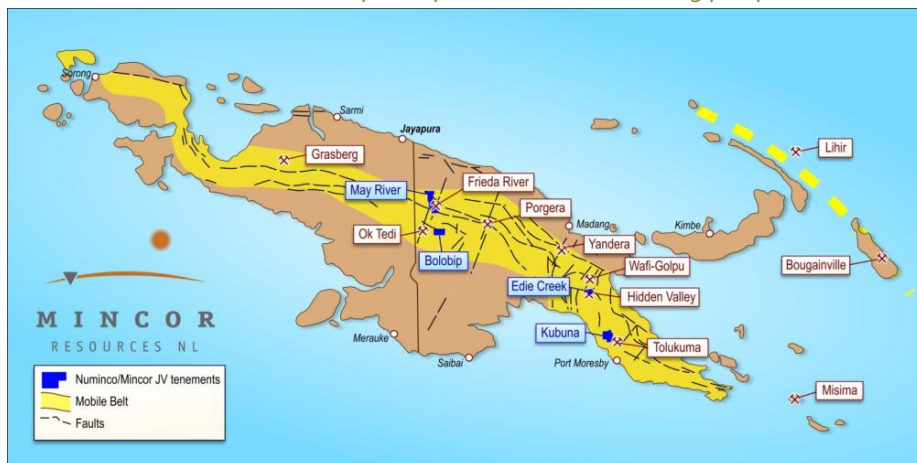 Sorong
Sarmi
Jayapura
Grasberg
Lihir
May River
Frieda River
Porgera
Ok Tedi
Bolobip
Madang
Yandera
Kimbe
Wafi-Golpu
Bougainville
Edie Creek
Hidden Valley
Kubuna
Tolukuma
Merauke
Saibai
Port Moresby
Misima
MINCOR
RESOURCES NL
Numinco/Mincor JV tenements
Mobile Belt
Faults